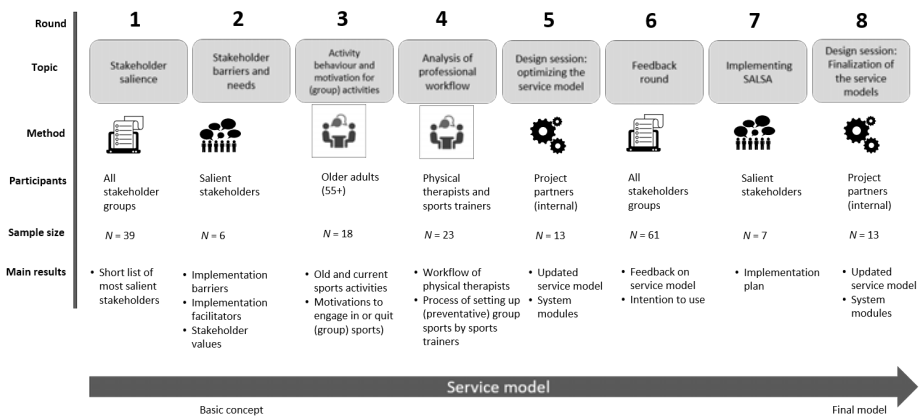 Round 1 2 3 4 5 6 7 8
Topic
Stakeholder
salience
Stakeholder
barriers and
needs
Activity
behaviour and
motivation for
(group) activities
Analysis of
professional
workflow
Design session:
optimizing the
service model
Feedback
round
Implementing
SALSA
Design session:
Finalization of
the service
models
Method
Participants
All
stakeholder
groups
Salient
stakeholders
Older adults
(55+)
Physical
therapists and
sports trainers
Project
partners
(internal)
All
stakeholders
groups
Salient
stakeholders
Project
partners
(internal)
Sample size
N = 39
N = 6
N = 18
N = 23
N = 13
N = 61
N = 7
N = 13
Main results
• Short list of
most salient
stakeholders
• Implementation
barriers
• Implementation
facilitators
• Stakeholder
values
• Old and current
sports activities
• Motivations to
engage in or quit
(group) sports)
• Workflow of
physical therapists
• Process of setting up
(preventative) group
sports by sports
trainers
• Updated
service model
• System
modules
• Feedback on
service model
• Intention to use
• Implementation
plan
• Updated
service model
• System
modules
Service model
Basic concept
Final model